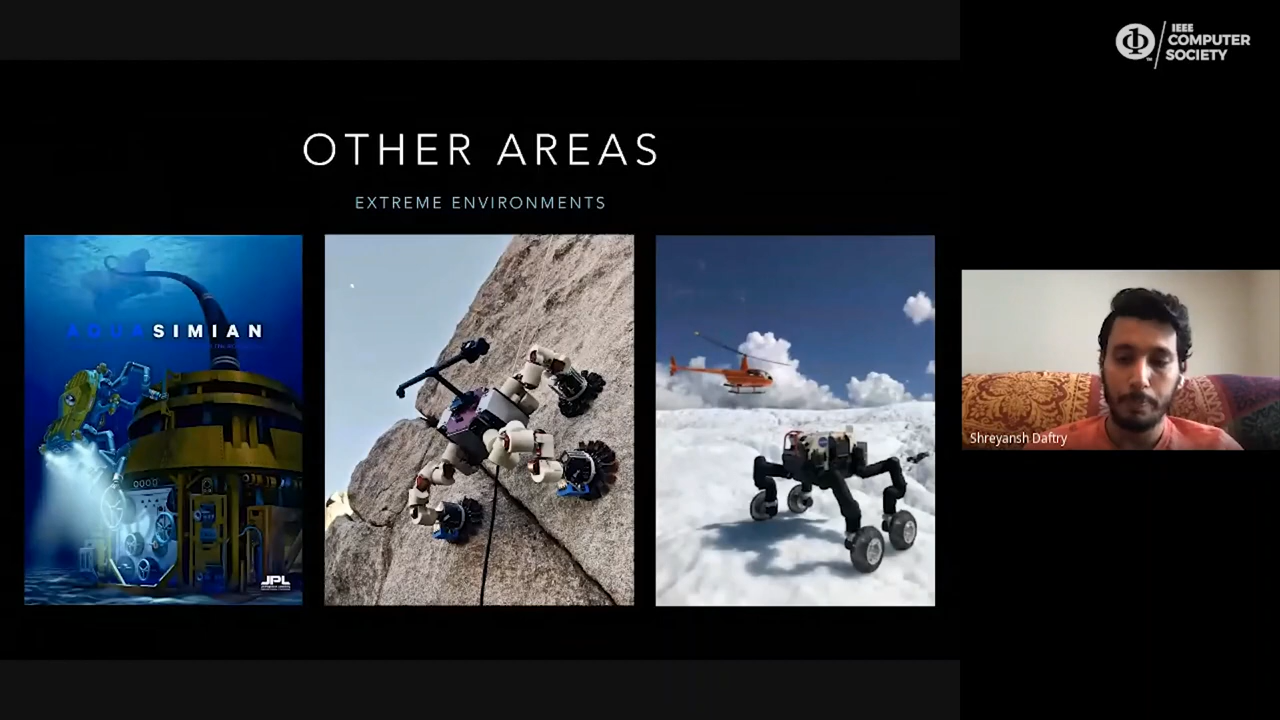 IEEE
COMPUTER
SOCIETY
OTHER AREAS
EXTREME ENVIRONMENTS
AQUASIMIAN
JPL
Shreyansh Daftry